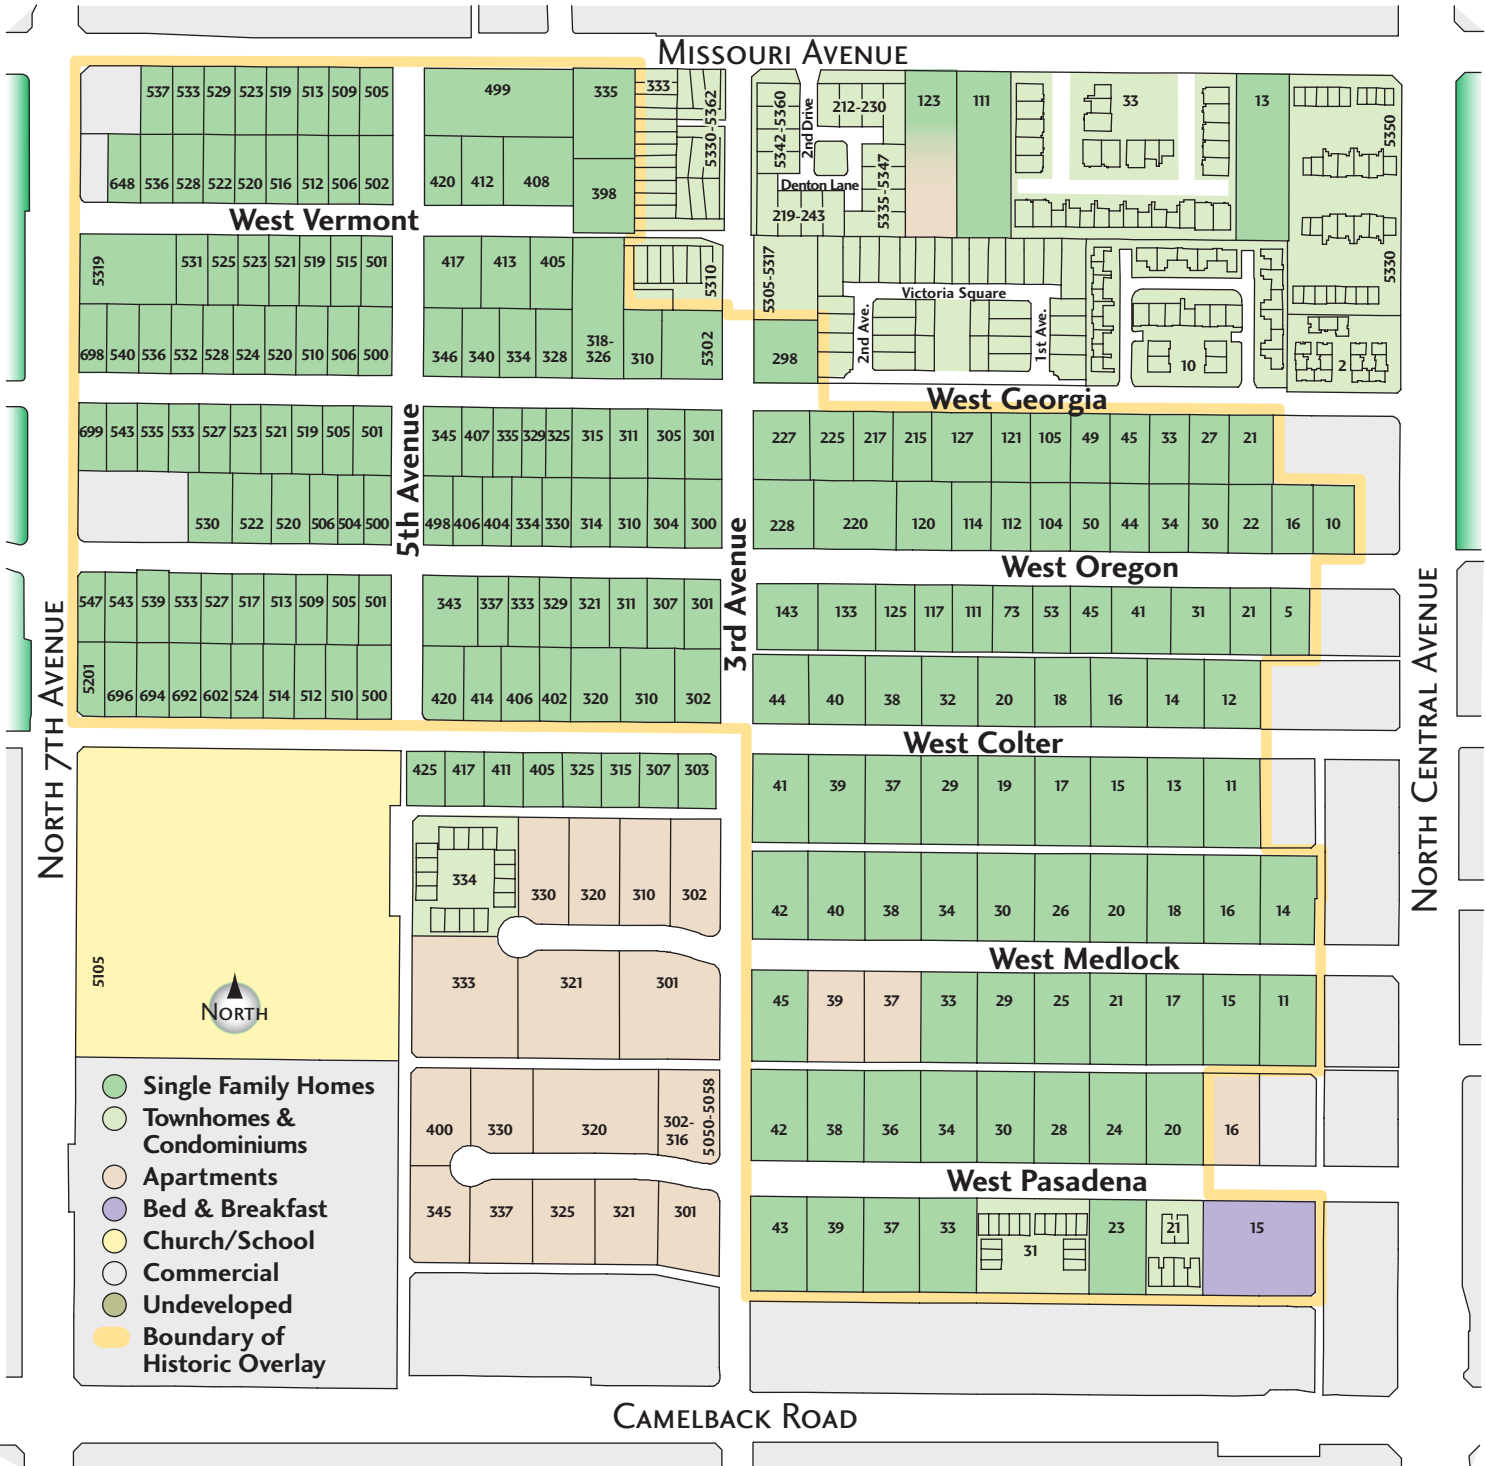 MISSOURI AVENUE
537 533 529 523 519 513 509 505
499
335
333
5330-5362
5342-5360
2nd Drive
212-230
123
111
33
13
5350
648 536 528 522 520 516 512 506 502
420 412 408
398
Denton Lane
5335-5347
219-243
West Vermont
5319
531 525 523 521 519 515 501
417 413 405
5310
5305-5317
Victoria Square
5330
698 540 536 532 528 524 520 510 506 500
346 340 334 328
318-
326
310
5302
298
2nd Ave.
1st Ave.
10
2
West Georgia
699 543 535 533 527 523 521 519 505 501
5th Avenue
345 407 335 329 325 315 311 305 301
227 225 217 215 127 121 105 49 45 33 27 21
530 522 520 506 504 500
498 406 404 334 330 314 310 304 300
228 220 120 114 112 104 50 44 34 30 22 16 10
3rd Avenue
West Oregon
547 543 539 533 527 517 513 509 505 501
343 337 333 329 321 311 307 301
143 133 125 117 111 73 53 45 41 31 21 5
NORTH 7TH AVENUE
NORTH CENTRAL AVENUE
5201
696 694 692 602 524 514 512 510 500
420 414 406 402 320 310 302
44 40 38 32 20 18 16 14 12
West Colter
425 417 411 405 325 315 307 303
41 39 37 29 19 17 15 13 11
334
330 320 310 302
42 40 38 34 30 26 20 18 16 14
West Medlock
5105
NORTH
333 321 301
45 39 37 33 29 25 21 17 15 11
400 330 320
302-
316
5050-5058
42 38 36 34 30 28 24 20 16
West Pasadena
345 337 325 321 301
43 39 37 33 31 23 21 15
Single Family Homes
Townhomes &
Condominiums
Apartments
Bed & Breakfast
Church/School
Commercial
Undeveloped
Boundary of
Historic Overlay
CAMELBACK ROAD